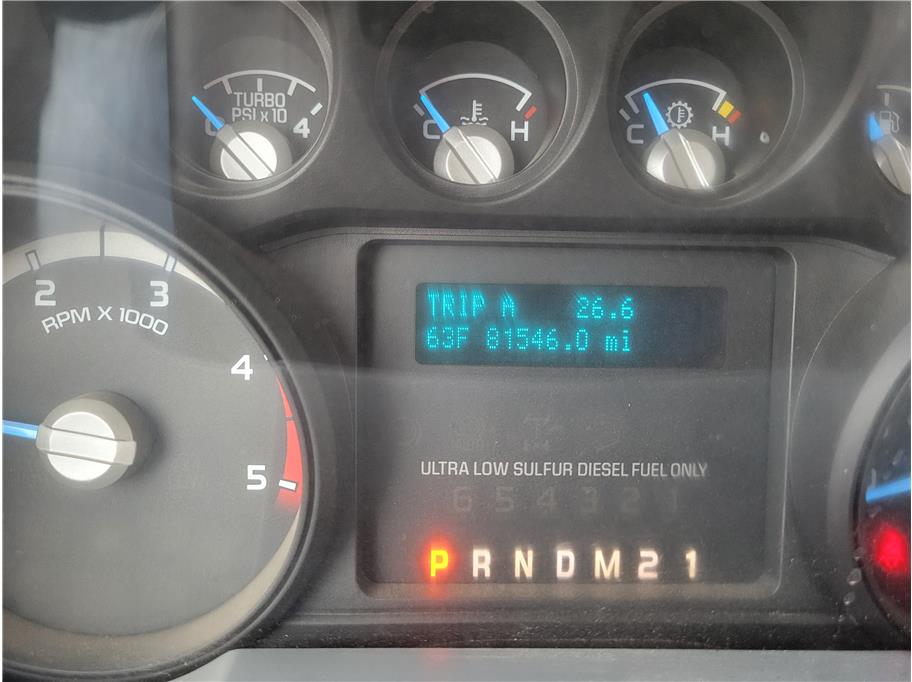 TURBO
PSI x 10
0 4
C H
C H
2 3
RPM X 1000
4
5
TRIP A 26.6
63F 81546.0 mi
ULTRA LOW SULFUR DIESEL FUEL ONLY
6 5 4 3 2 1
P R N D M 2 1